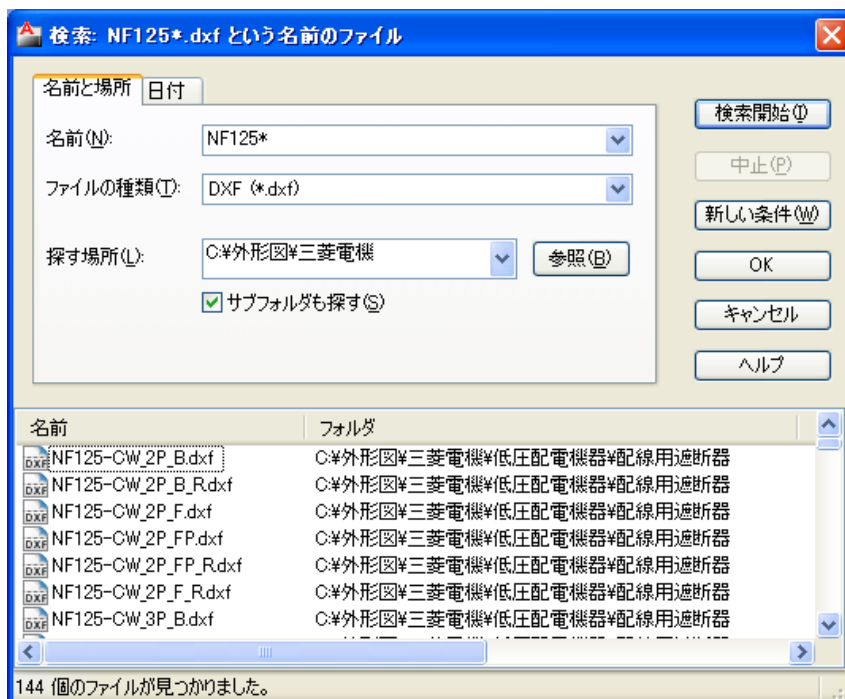 検索: NF125*.dxf という名前のファイル
名前と場所 日付
名前(N): NF125*
ファイルの種類(T): DXF (*.dxf)
探す場所(L): C:¥外形図¥三菱電機 参照(B)
サブフォルダも探す(S)
検索開始(I)
中止(P)
新しい条件(W)
OK
キャンセル
ヘルプ
名前 フォルダ
NF125-CW_2P_B.dxf C:¥外形図¥三菱電機¥低圧配電機器¥配線用遮断器
NF125-CW_2P_B_R.dxf C:¥外形図¥三菱電機¥低圧配電機器¥配線用遮断器
NF125-CW_2P_F.dxf C:¥外形図¥三菱電機¥低圧配電機器¥配線用遮断器
NF125-CW_2P_FP.dxf C:¥外形図¥三菱電機¥低圧配電機器¥配線用遮断器
NF125-CW_2P_FP_R.dxf C:¥外形図¥三菱電機¥低圧配電機器¥配線用遮断器
NF125-CW_2P_F_R.dxf C:¥外形図¥三菱電機¥低圧配電機器¥配線用遮断器
NF125-CW_3P_B.dxf C:¥外形図¥三菱電機¥低圧配電機器¥配線用遮断器
144 個のファイルが見つかりました。